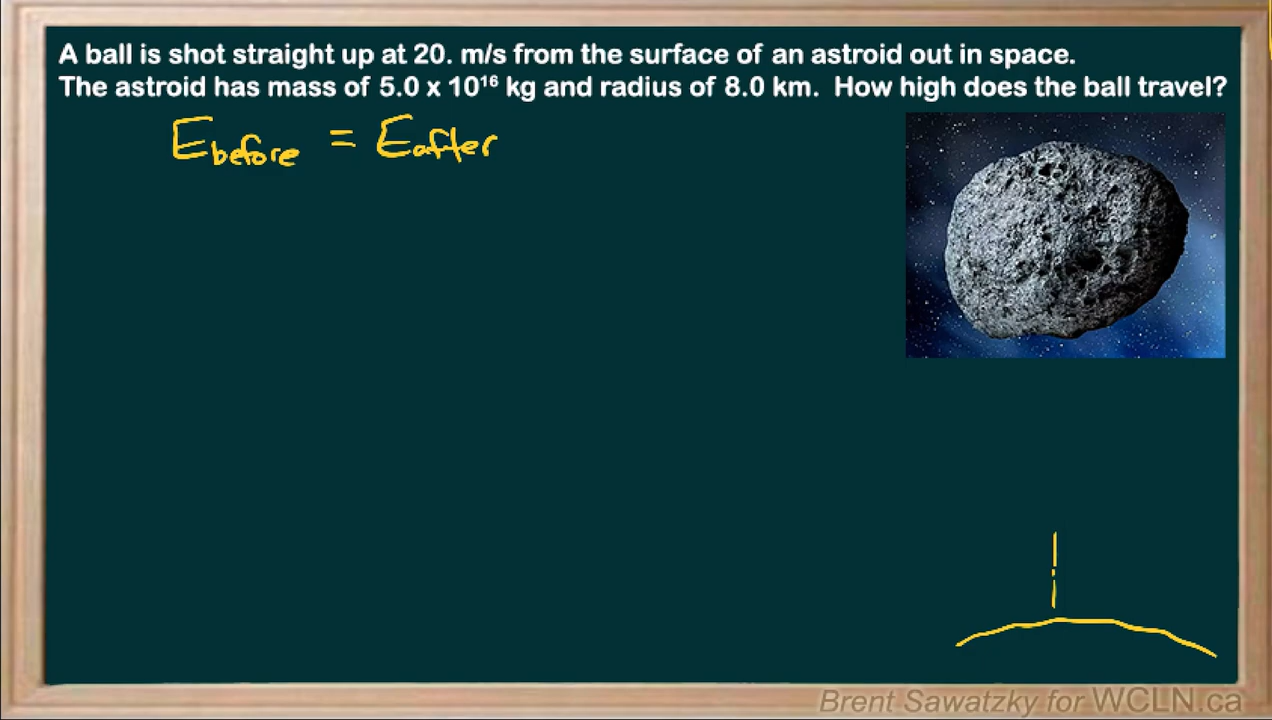 A ball is shot straight up at 20. m/s from the surface of an astroid out in space.
The astroid has mass of 5.0 x 10¹⁶ kg and radius of 8.0 km. How high does the ball travel?
Ebefore = Eafter
Brent Sawatzky for WCLN.ca